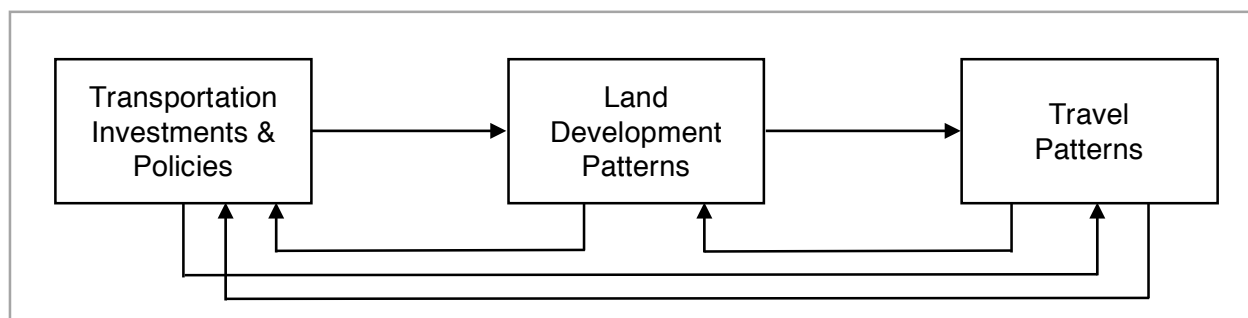 Transportation
Investments &
Policies
Land
Development
Patterns
Travel
Patterns